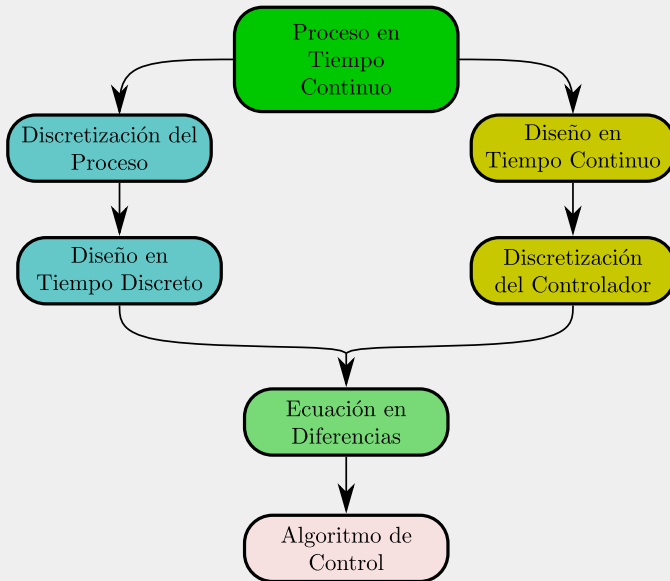 Proceso en
Tiempo
Continuo
Discretización del
Proceso
Diseño en
Tiempo Continuo
Diseño en
Tiempo Discreto
Discretización
del Controlador
Ecuación en
Diferencias
Algoritmo de
Control